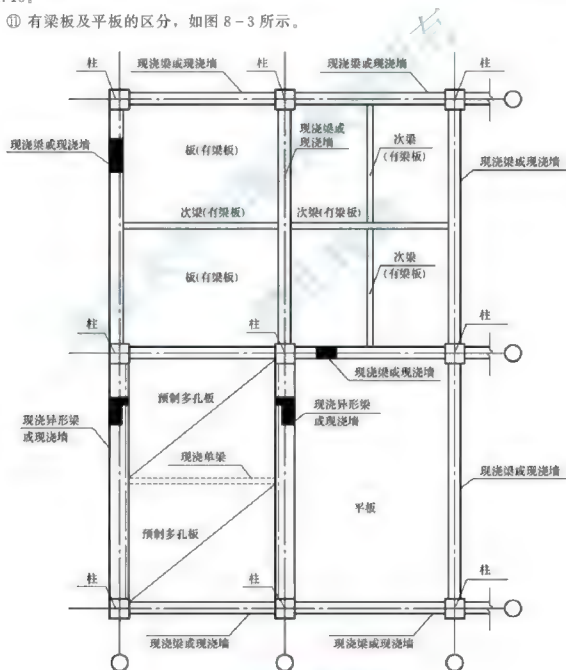 ⑪ 有梁板及平板的区分，如图 8-3 所示。
柱
现浇梁或现浇墙
柱
现浇梁或现浇墙
柱
现浇梁或现浇墙
板(有梁板)
现浇梁或
现浇墙
次梁
(有梁板)
现浇梁或现浇墙
次梁(有梁板)
次梁(有梁板)
板(有梁板)
次梁
(有梁板)
柱
柱
柱
现浇梁或现浇墙
预制多孔板
现浇异形梁
或现浇墙
现浇异形梁
或现浇墙
现浇单梁
现浇梁或现浇墙
平板
预制多孔板
柱
柱
柱
现浇梁或现浇墙
现浇梁或现浇墙